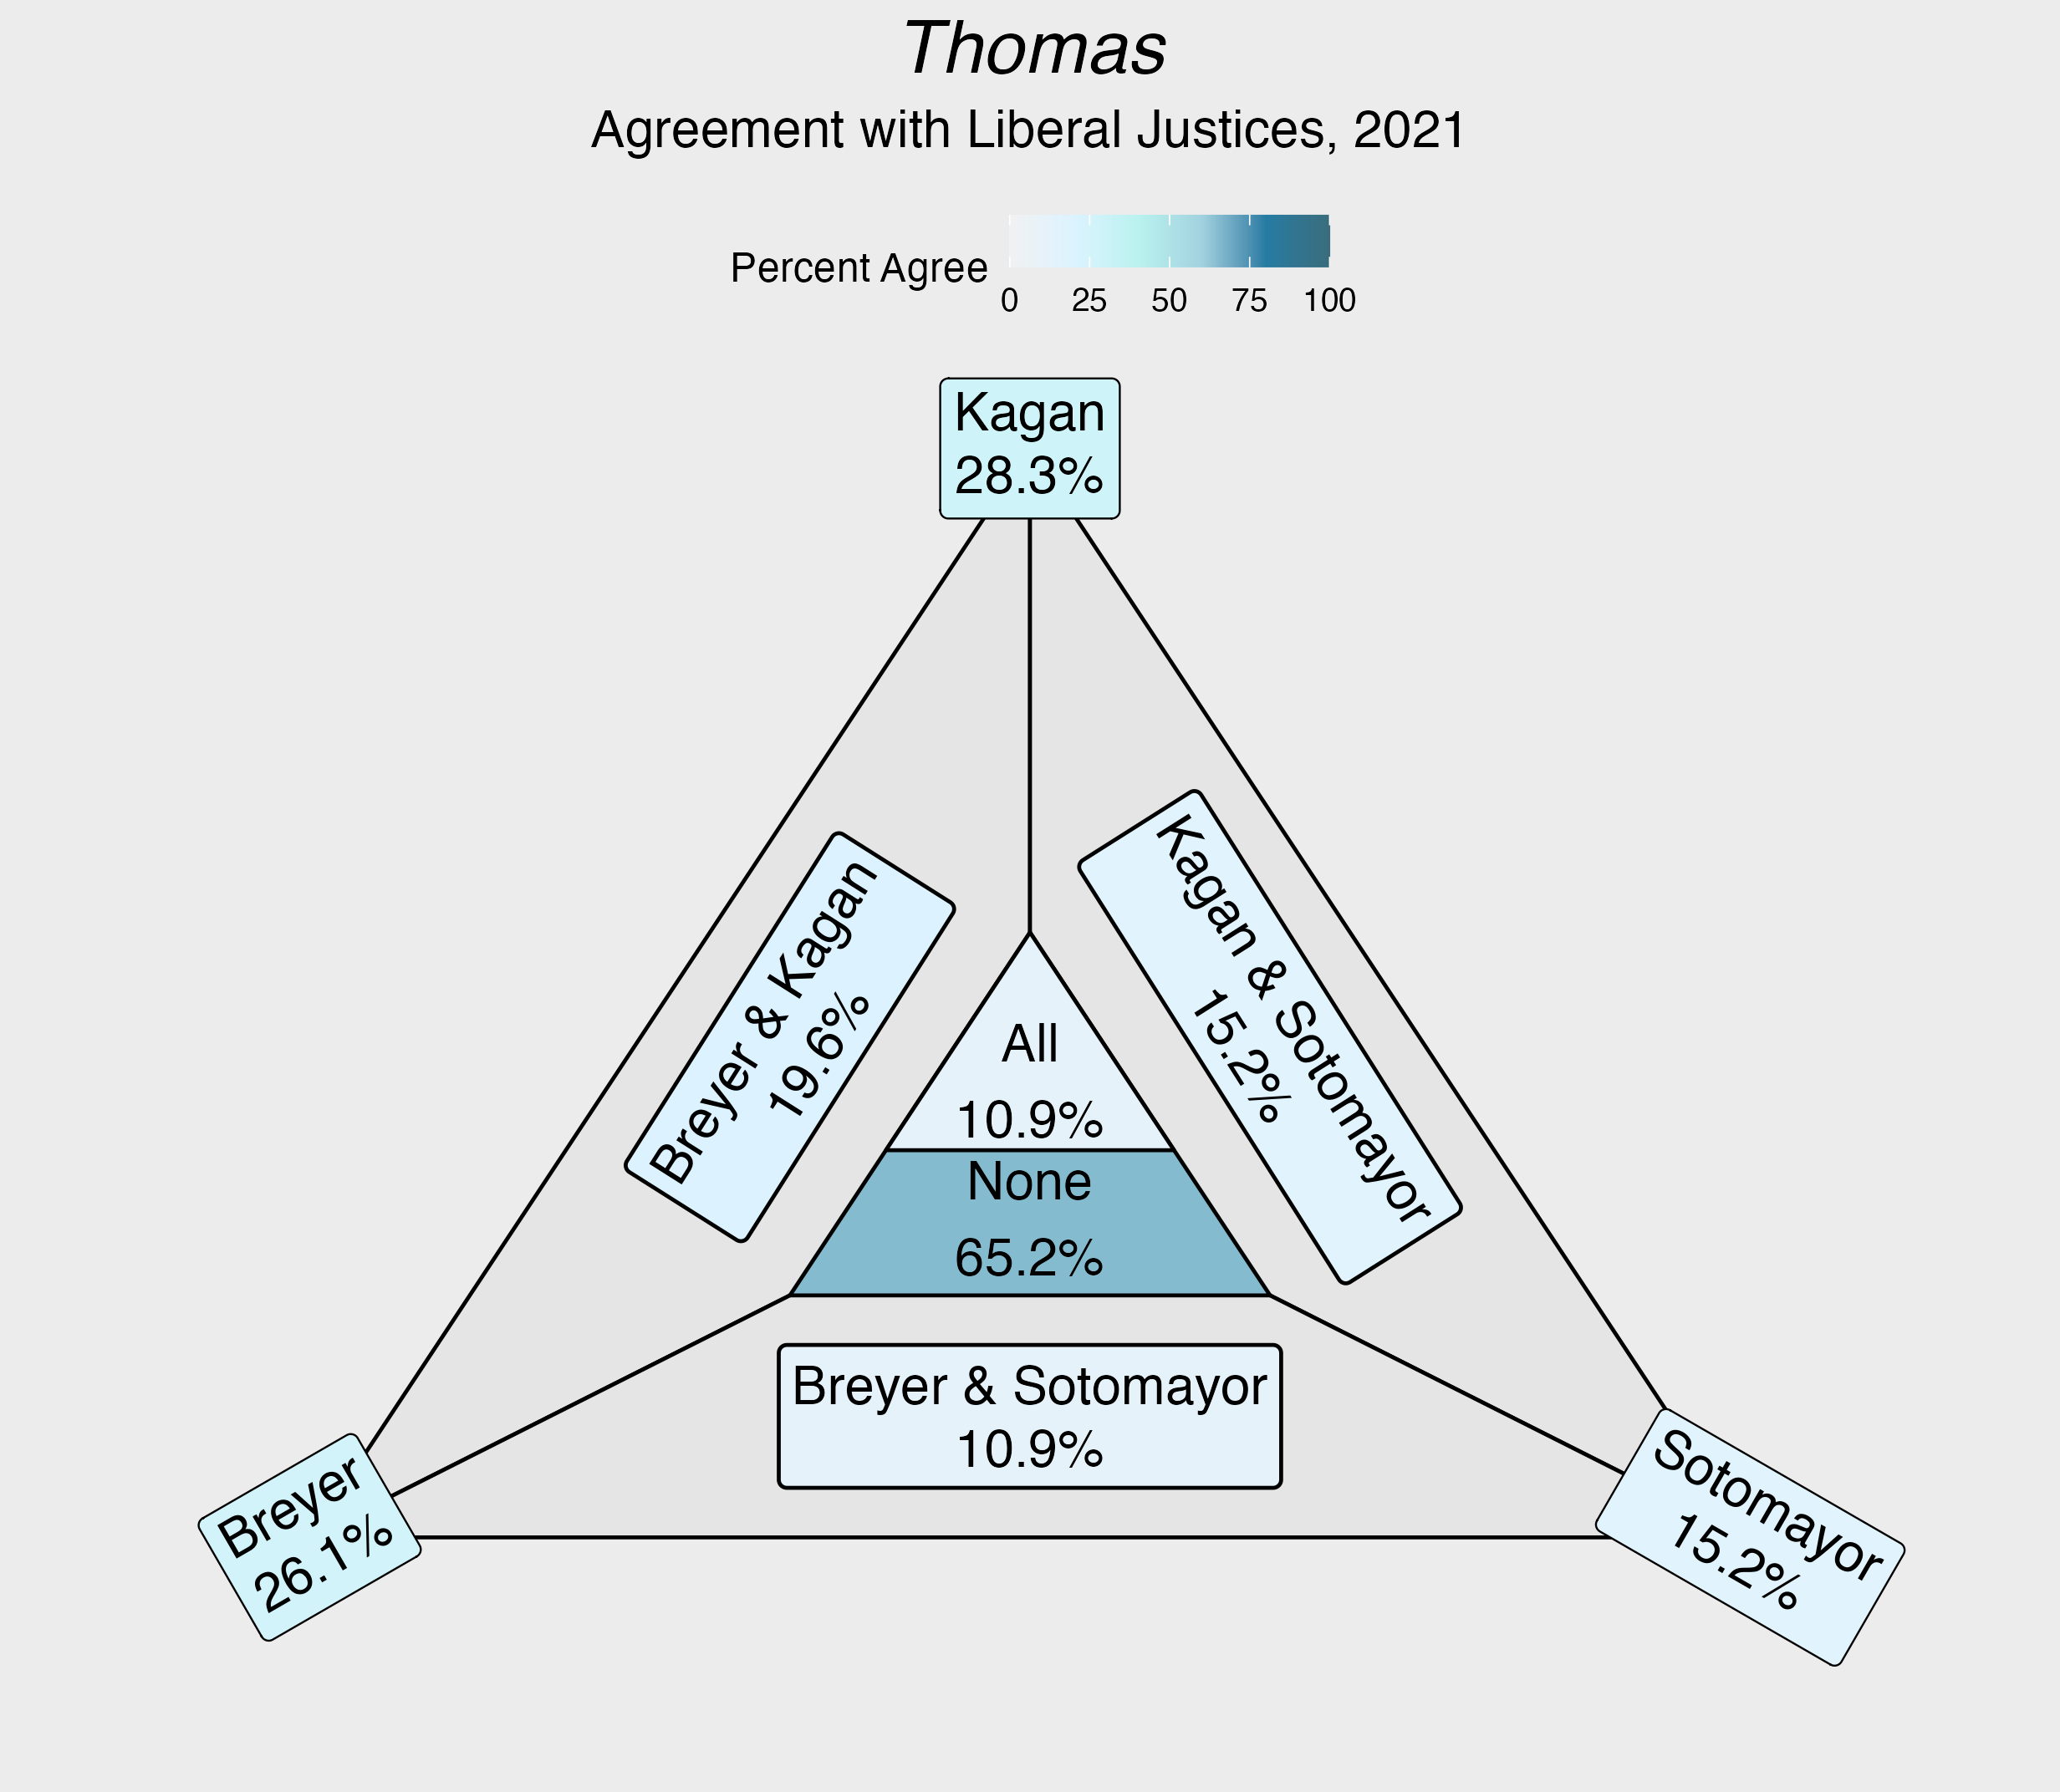 Thomas
Agreement with Liberal Justices, 2021
Percent Agree
0 25 50 75 100
Kagan
28.3%
Breyer & Kagan
19.6%
Kagan & Sotomayor
15.2%
All
10.9%
None
65.2%
Breyer & Sotomayor
10.9%
Breyer
26.1%
Sotomayor
15.2%